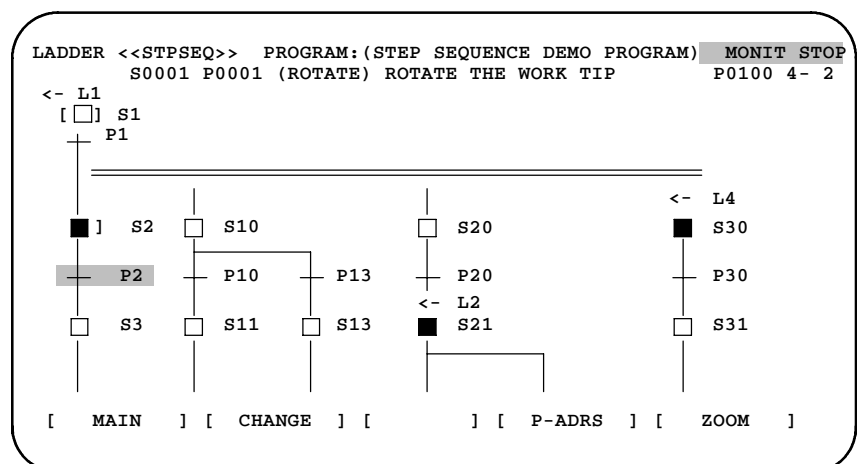 LADDER <<STPSEQ>> PROGRAM:(STEP SEQUENCE DEMO PROGRAM) MONIT STOP
S0001 P0001 (ROTATE) ROTATE THE WORK TIP P0100 4- 2
<- L1
[ ] S1
P1
<- L4
] S2 S10 S20 S30
P2 P10 P13 P20 P30
<- L2
S3 S11 S13 S21 S31
[ MAIN ] [ CHANGE ] [ ] [ P-ADRS ] [ ZOOM ]